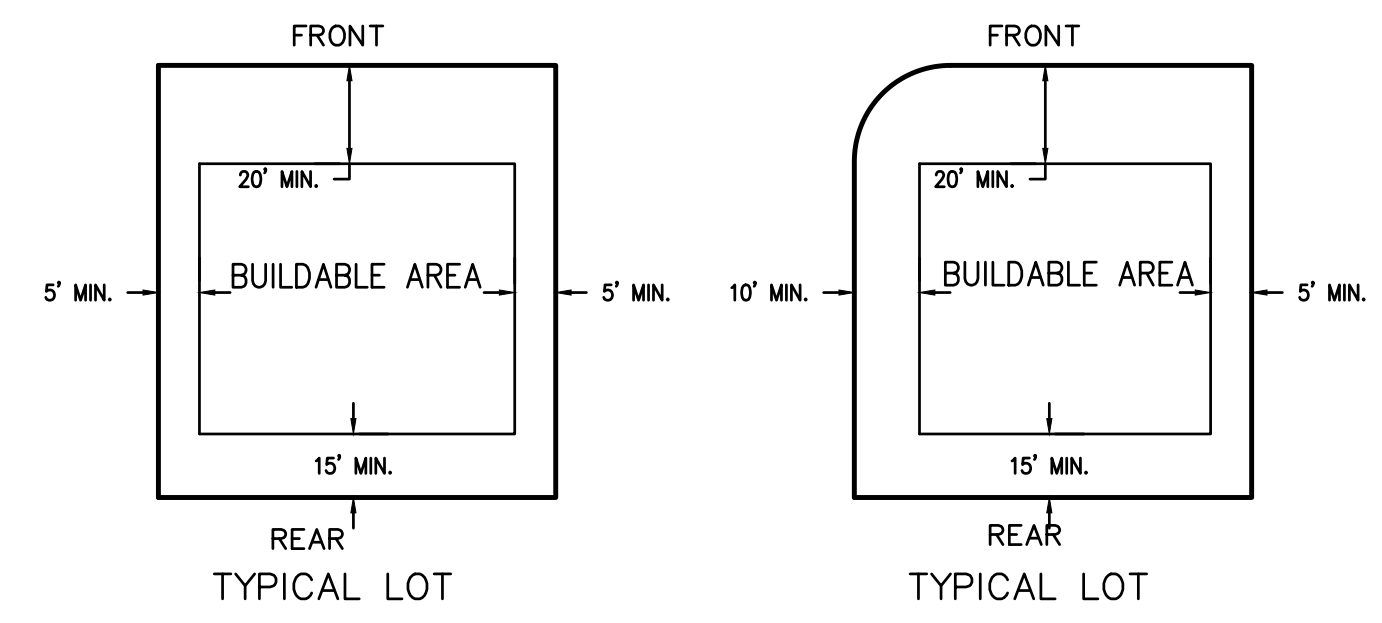 FRONT
20' MIN.
BUILDABLE AREA
5' MIN.
5' MIN.
15' MIN.
REAR
TYPICAL LOT
FRONT
20' MIN.
BUILDABLE AREA
10' MIN.
5' MIN.
15' MIN.
REAR
TYPICAL LOT